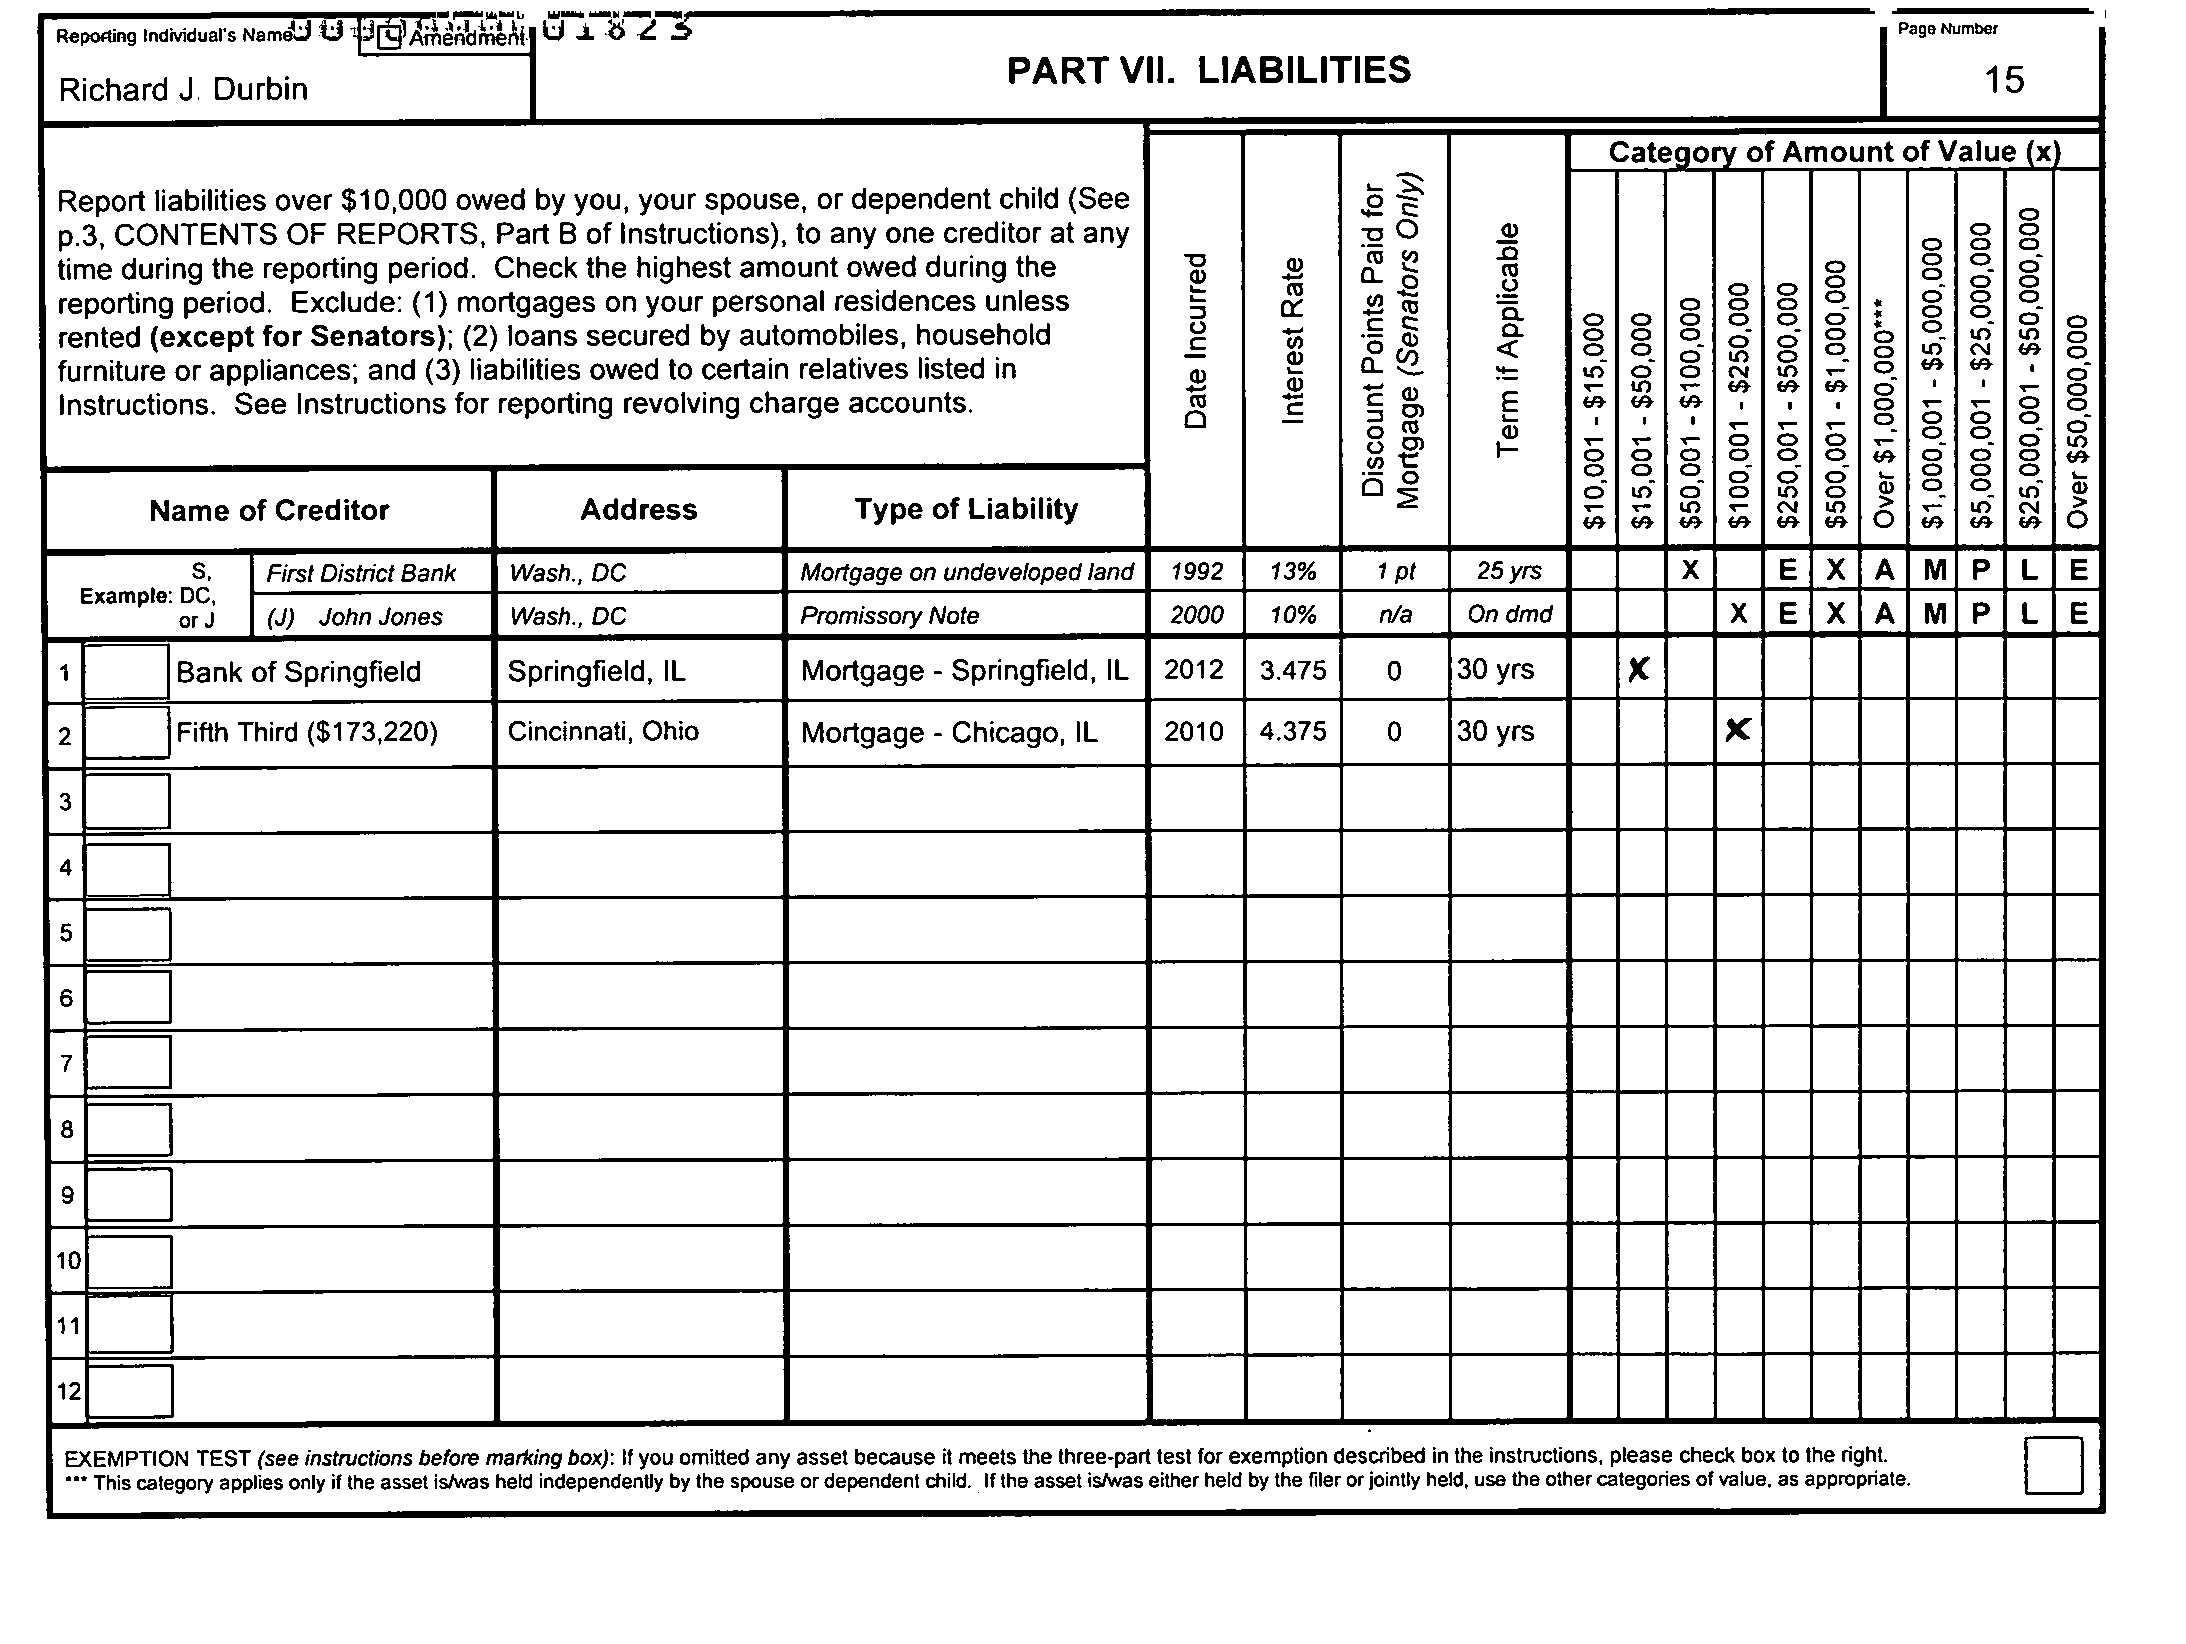 Reporting Individual's Name
Amendment
01823
Richard J. Durbin
PART VII. LIABILITIES
Page Number
15
Report liabilities over $10,000 owed by you, your spouse, or dependent child (See
p.3, CONTENTS OF REPORTS, Part B of Instructions), to any one creditor at any
time during the reporting period. Check the highest amount owed during the
reporting period. Exclude: (1) mortgages on your personal residences unless
rented (except for Senators); (2) loans secured by automobiles, household
furniture or appliances; and (3) liabilities owed to certain relatives listed in
Instructions. See Instructions for reporting revolving charge accounts.
Date Incurred
Interest Rate
Discount Points Paid for
Mortgage (Senators Only)
Term if Applicable
Category of Amount of Value (x)
$10,001 - $15,000
$15,001 - $50,000
$50,001 - $100,000
$100,001 - $250,000
$250,001 - $500,000
$500,001 - $1,000,000
Over $1,000,000***
$1,000,001 - $5,000,000
$5,000,001 - $25,000,000
$25,000,001 - $50,000,000
Over $50,000,000
Name of Creditor Address Type of Liability
Example: S, DC, or J
First District Bank Wash., DC Mortgage on undeveloped land 1992 13% 1 pt 25 yrs X E X A M P L E
(J) John Jones Wash., DC Promissory Note 2000 10% n/a On dmd X E X A M P L E
1 Bank of Springfield Springfield, IL Mortgage - Springfield, IL 2012 3.475 0 30 yrs X
2 Fifth Third ($173,220) Cincinnati, Ohio Mortgage - Chicago, IL 2010 4.375 0 30 yrs X
3
4
5
6
7
8
9
10
11
12
EXEMPTION TEST (see instructions before marking box): If you omitted any asset because it meets the three-part test for exemption described in the instructions, please check box to the right.
*** This category applies only if the asset is/was held independently by the spouse or dependent child. If the asset is/was either held by the filer or jointly held, use the other categories of value, as appropriate.